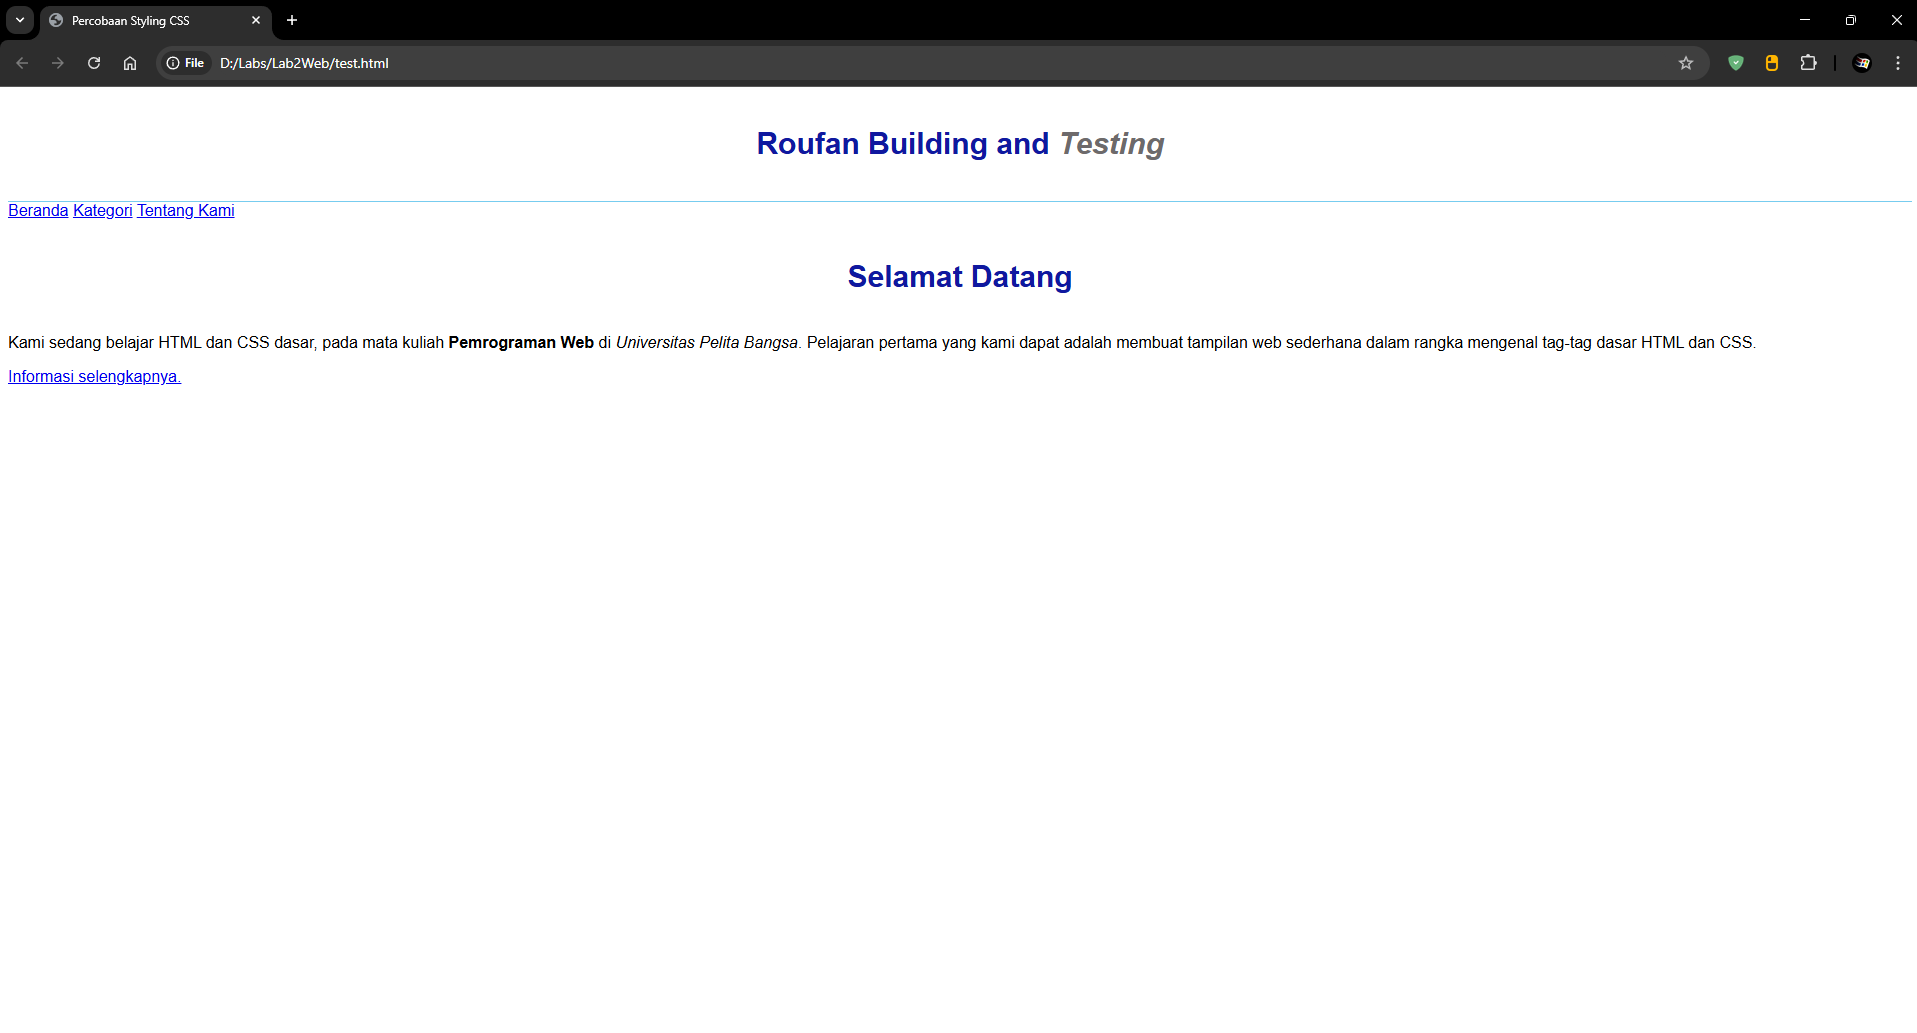 Percobaan Styling CSS
File D:/Labs/Lab2Web/test.html
Roufan Building and Testing
Beranda Kategori Tentang Kami
Selamat Datang
Kami sedang belajar HTML dan CSS dasar, pada mata kuliah Pemrograman Web di Universitas Pelita Bangsa. Pelajaran pertama yang kami dapat adalah membuat tampilan web sederhana dalam rangka mengenal tag-tag dasar HTML dan CSS.
Informasi selengkapnya.